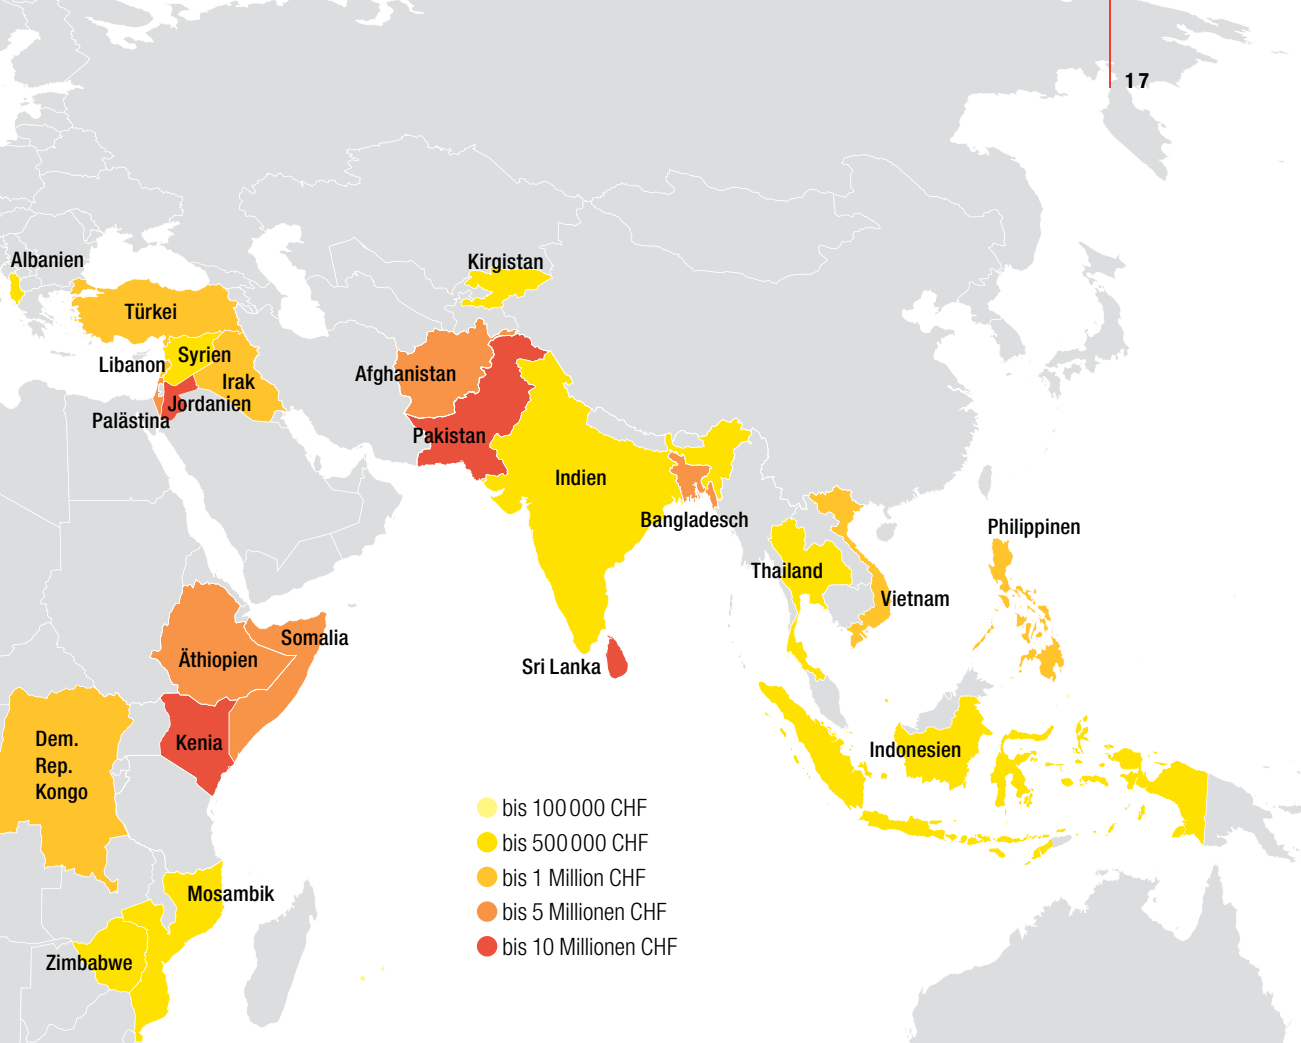 17
Albanien
Kirgistan
Türkei
Libanon
Syrien
Irak
Afghanistan
Jordanien
Palästina
Pakistan
Indien
Bangladesch
Philippinen
Thailand
Vietnam
Somalia
Äthiopien
Sri Lanka
Dem.
Rep.
Kongo
Kenia
Indonesien
bis 100 000 CHF
bis 500 000 CHF
bis 1 Million CHF
bis 5 Millionen CHF
bis 10 Millionen CHF
Mosambik
Zimbabwe